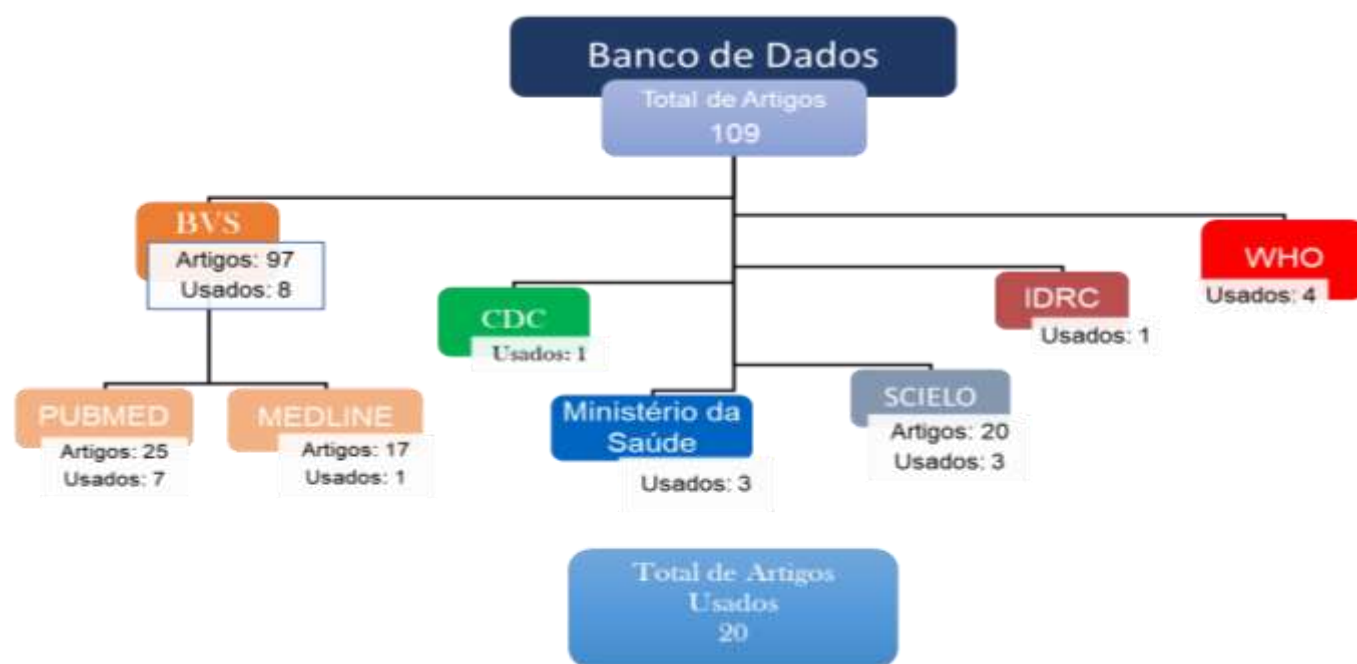 Banco de Dados
Total de Artigos
109
BVS
Artigos: 97
Usados: 8
WHO
Usados: 4
CDC
Usados: 1
IDRC
Usados: 1
PUBMED
Artigos: 25
Usados: 7
MEDLINE
Artigos: 17
Usados: 1
Ministério da
Saúde
Usados: 3
SCIELO
Artigos: 20
Usados: 3
Total de Artigos
Usados
20